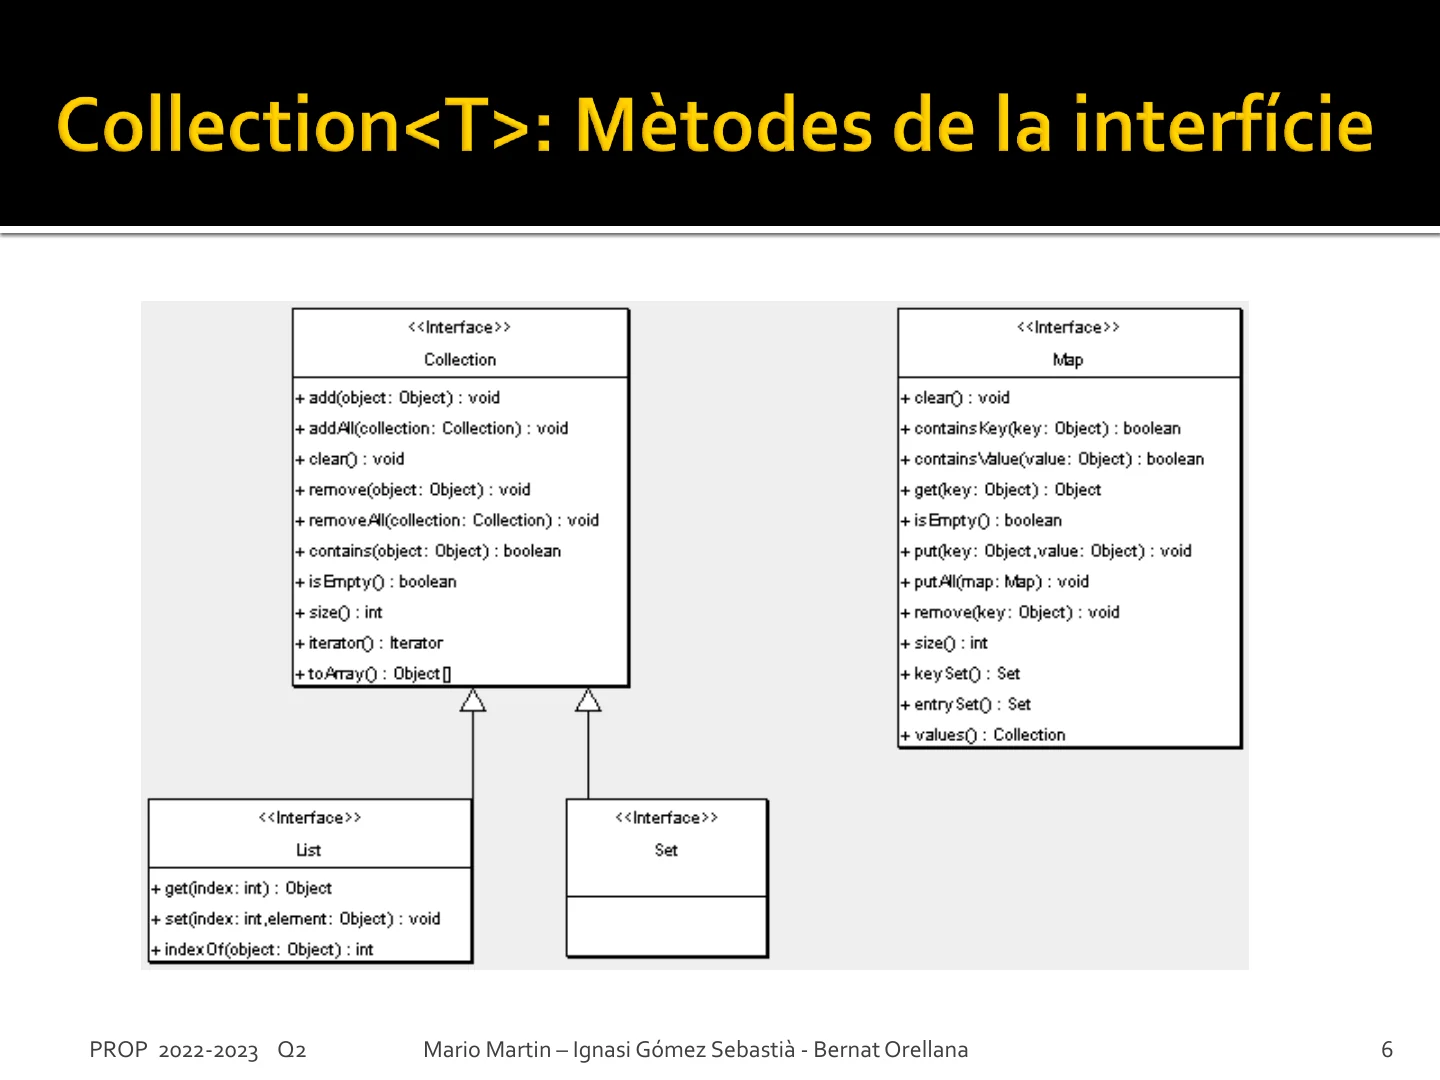 Collection<T>: Mètodes de la interfície
<<Interface>>
Collection
+ add(object: Object) : void
+ addAll(collection: Collection) : void
+ clear() : void
+ remove(object: Object) : void
+ removeAll(collection: Collection) : void
+ contains(object: Object) : boolean
+ isEmpty() : boolean
+ size() : int
+ iterator() : Iterator
+ toArray() : Object[]
<<Interface>>
Map
+ clear() : void
+ containsKey(key: Object) : boolean
+ containsValue(value: Object) : boolean
+ get(key: Object) : Object
+ isEmpty() : boolean
+ put(key: Object,value: Object) : void
+ putAll(map: Map) : void
+ remove(key: Object) : void
+ size() : int
+ keySet() : Set
+ entrySet() : Set
+ values() : Collection
<<Interface>>
List
+ get(index: int) : Object
+ set(index: int,element: Object) : void
+ indexOf(object: Object) : int
<<Interface>>
Set
PROP 2022-2023 Q2
Mario Martin – Ignasi Gómez Sebastià - Bernat Orellana
6